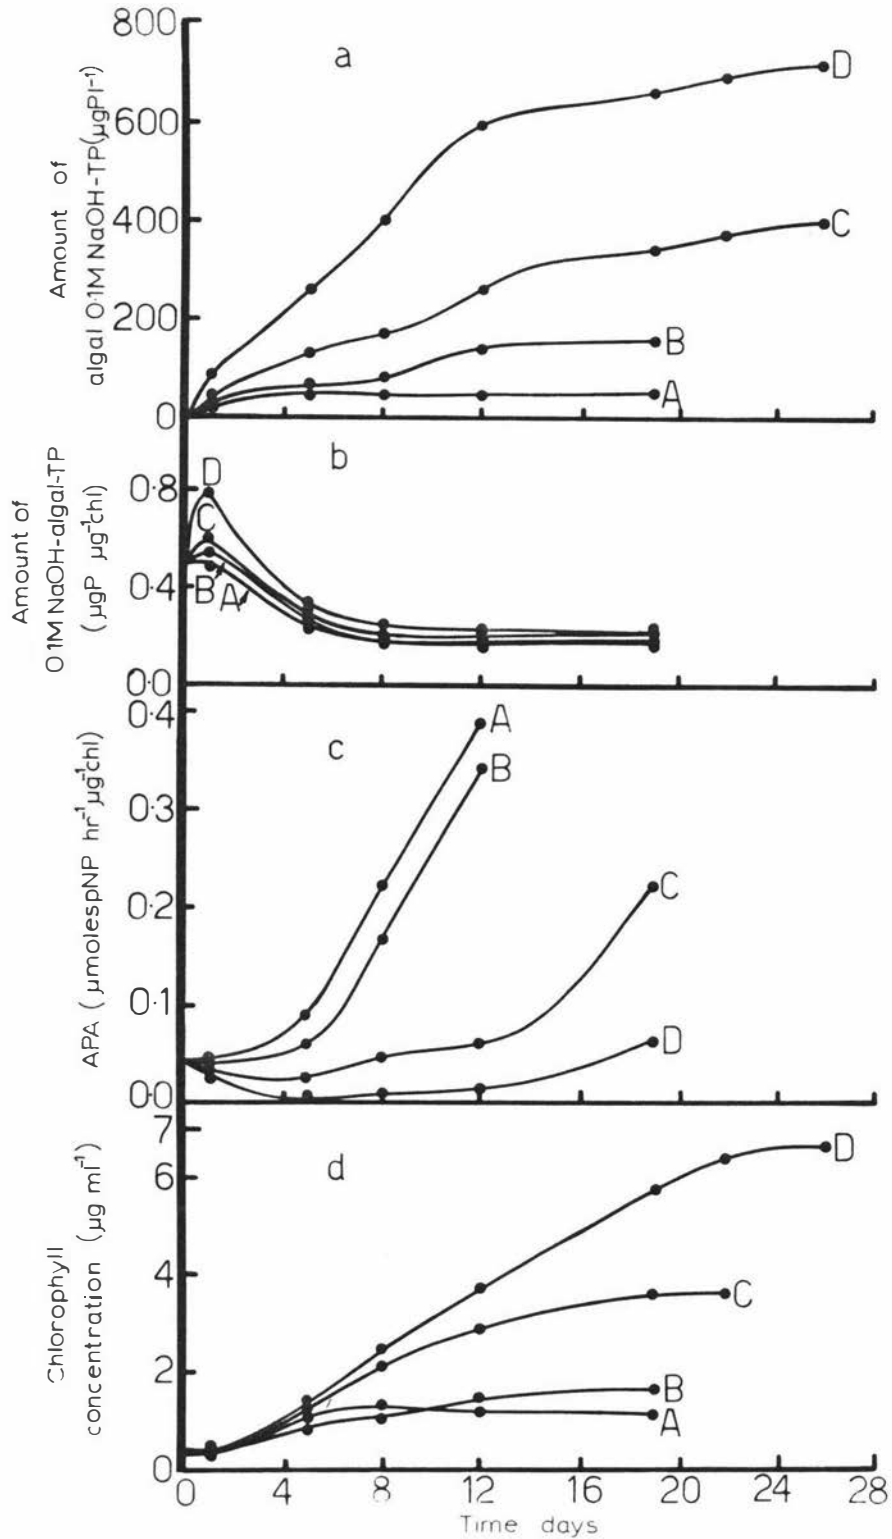 a
800
600
400
200
0
Amount of
algal 0·1M NaOH-TP(µgPl⁻¹)
D
C
B
A
b
0·8
0·4
0·0
Amount of
0·1M NaOH-algal-TP
(µgP µg⁻¹chl)
D
C
B
A
c
0·4
0·3
0·2
0·1
0·0
APA (µmolespNP hr⁻¹µg⁻¹chl)
A
B
C
D
d
7
6
4
2
0
Chlorophyll
concentration (µg ml⁻¹)
D
C
B
A
0 4 8 12 16 20 24 28
Time days